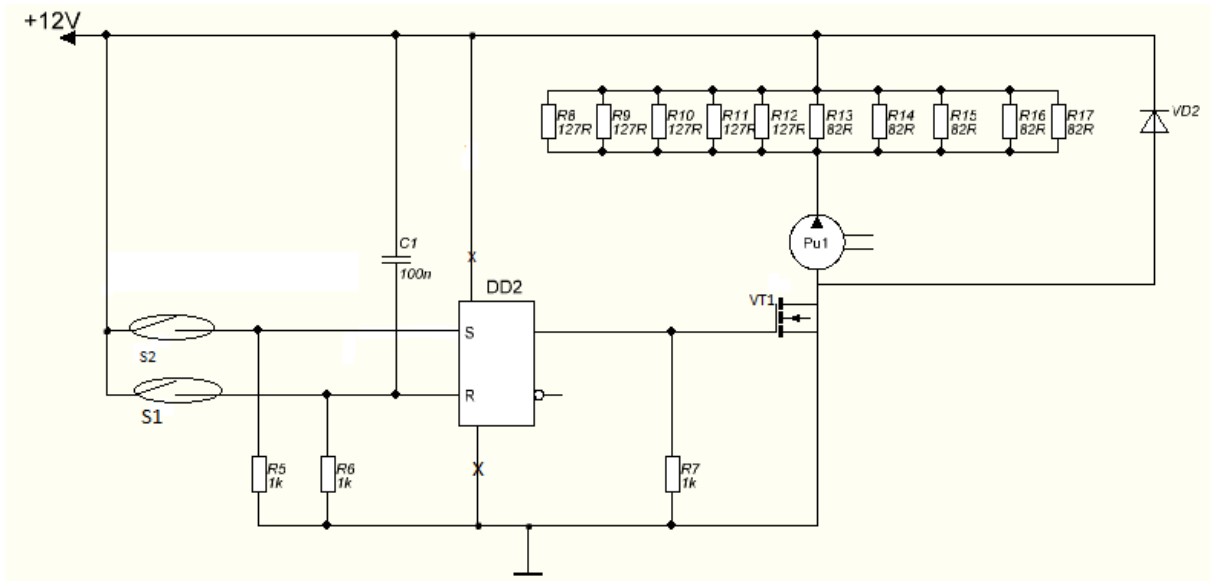 +12V
R8
127R
R9
127R
R10
127R
R11
127R
R12
127R
R13
82R
R14
82R
R15
82R
R16
82R
R17
82R
VD2
Pu1
C1
100n
X
DD2
VT1
S
S2
R
S1
R5
1k
R6
1k
X
R7
1k